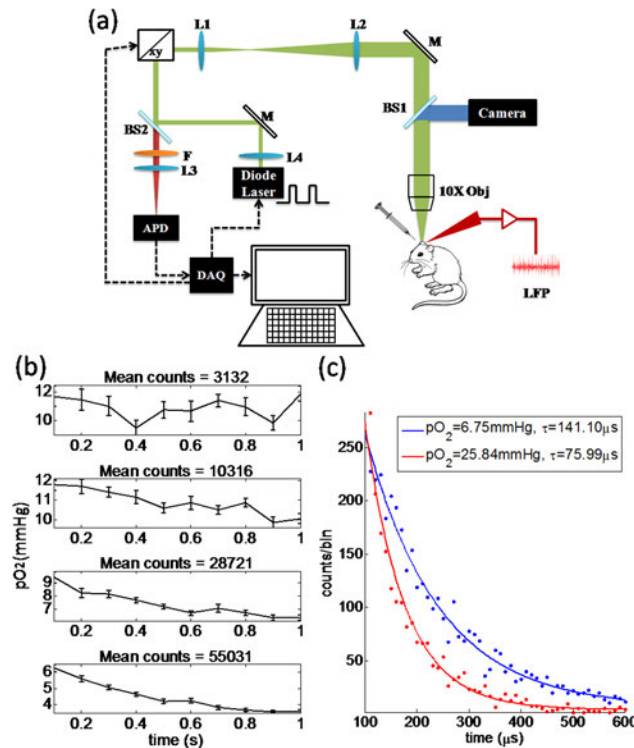 (a)
xy
L1
L2
M
BS1
Camera
BS2
M
F
L3
L4
Diode
Laser
10X Obj
APD
DAQ
LFP
(b)
Mean counts = 3132
12
10
0.2 0.4 0.6 0.8 1
Mean counts = 10316
12
11
10
0.2 0.4 0.6 0.8 1
Mean counts = 28721
9
8
7
0.2 0.4 0.6 0.8 1
Mean counts = 55031
6
5
4
0.2 0.4 0.6 0.8 1
pO2(mmHg)
time (s)
(c)
pO2=6.75mmHg, τ=141.10μs
pO2=25.84mmHg, τ=75.99μs
250
200
150
100
50
counts/bin
100 200 300 400 500 600
time (μs)